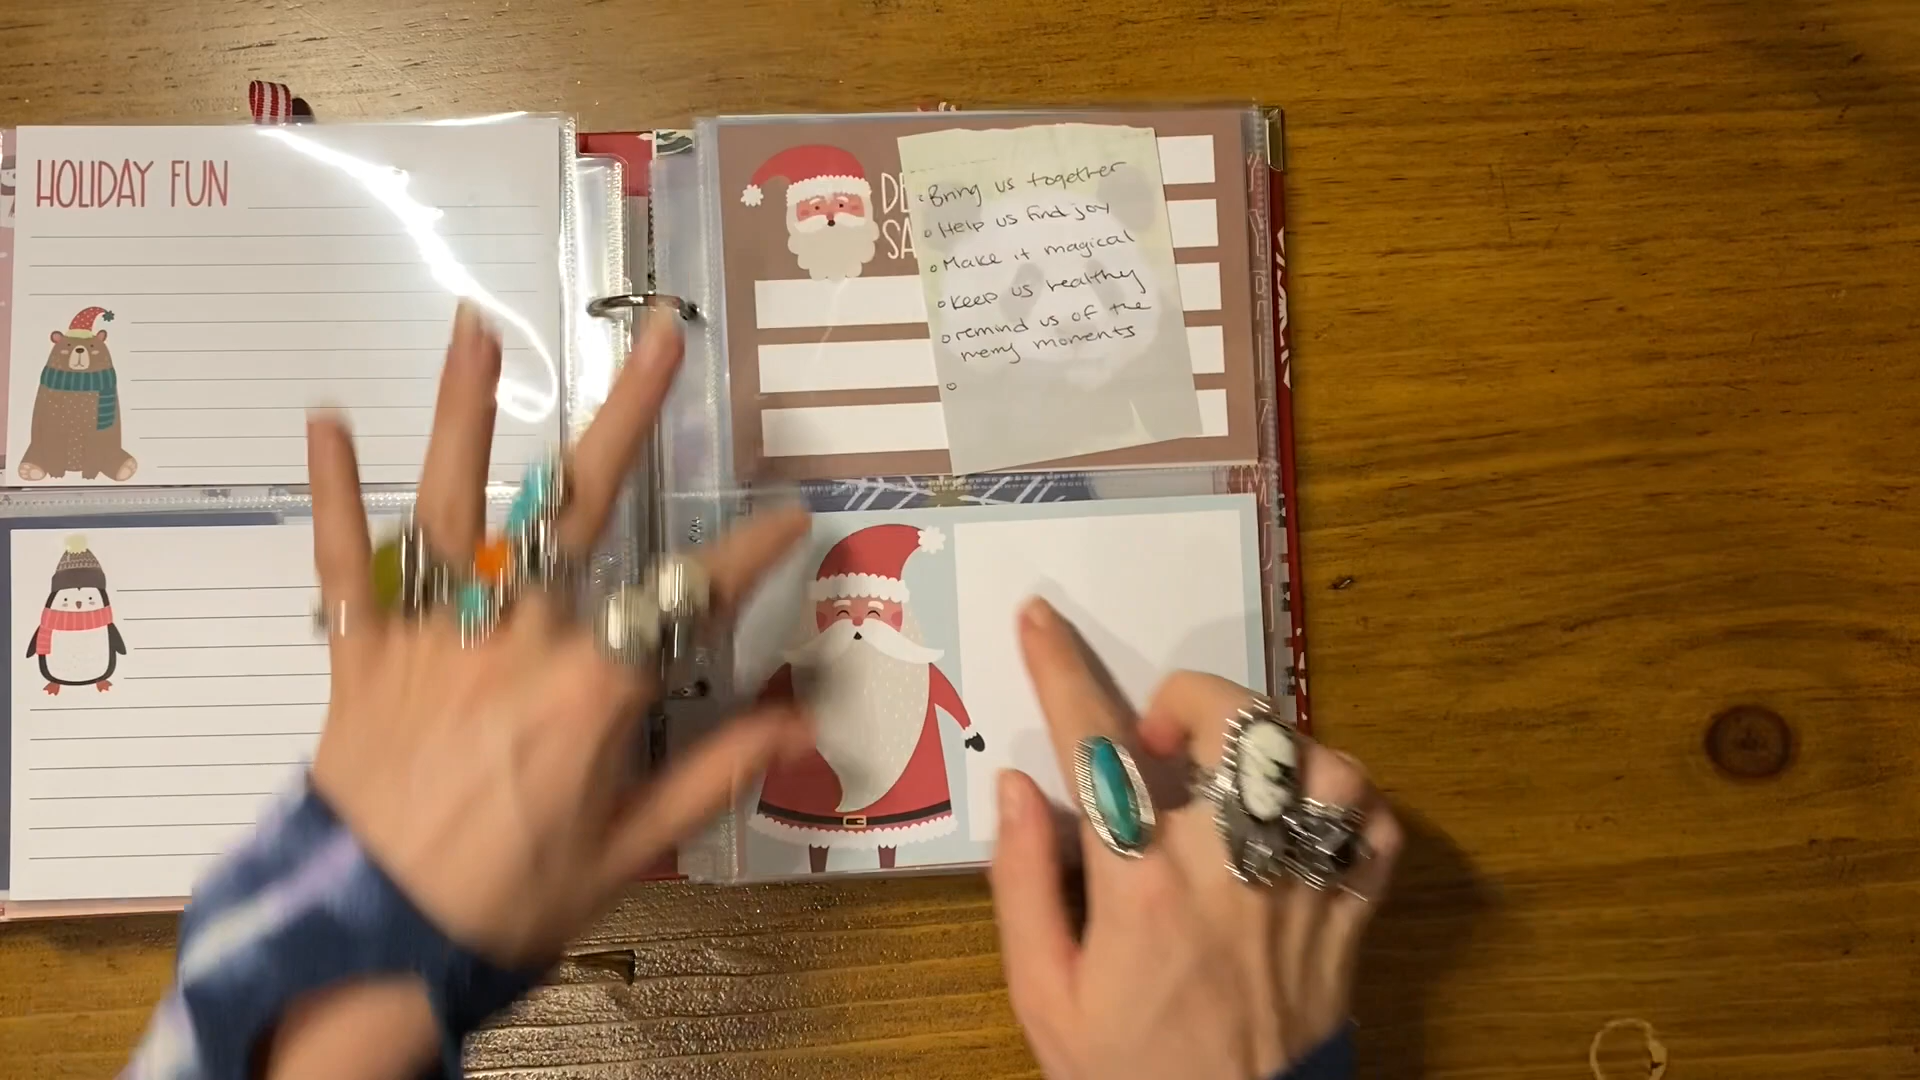 HOLIDAY FUN
Bring us together
Help us find joy
Make it magical
Keep us healthy
remind us of the
merry moments